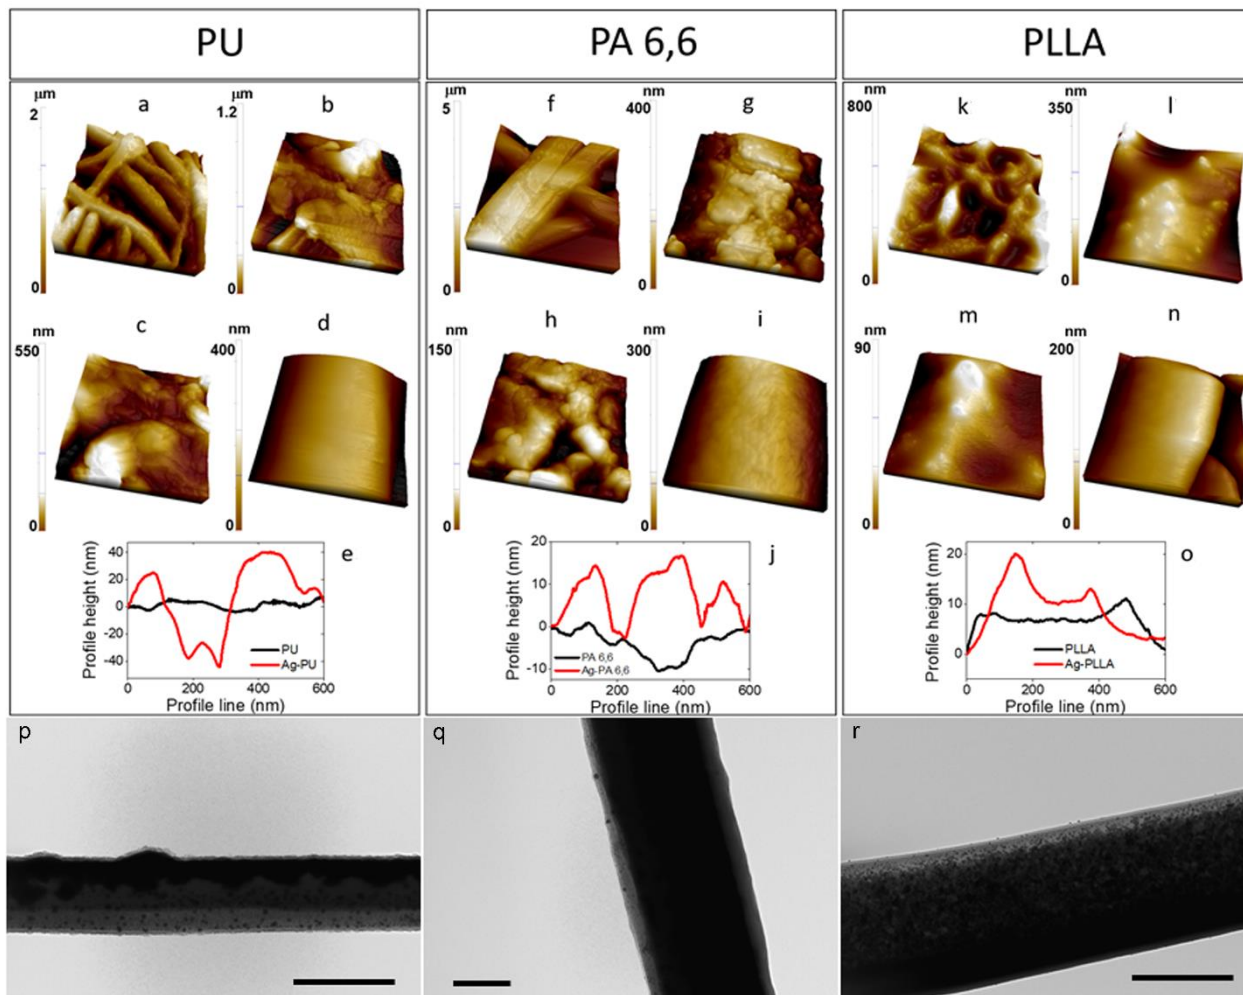 PU
PA 6,6
PLLA
μm a μm b
2 1.2
0 0
nm c nm d
550 400
0 0
Profile height (nm)
40
20
0
-20
-40
e
PU
Ag-PU
0 200 400 600
Profile line (nm)
μm f nm g
5 400
0 0
nm h nm i
150 300
0 0
Profile height (nm)
20
10
0
-10
j
PA 6,6
Ag-PA 6,6
0 200 400 600
Profile line (nm)
nm k nm l
800 350
0 0
nm m nm n
90 200
0 0
Profile height (nm)
20
10
0
o
PLLA
Ag-PLLA
0 200 400 600
Profile line (nm)
p
q
r